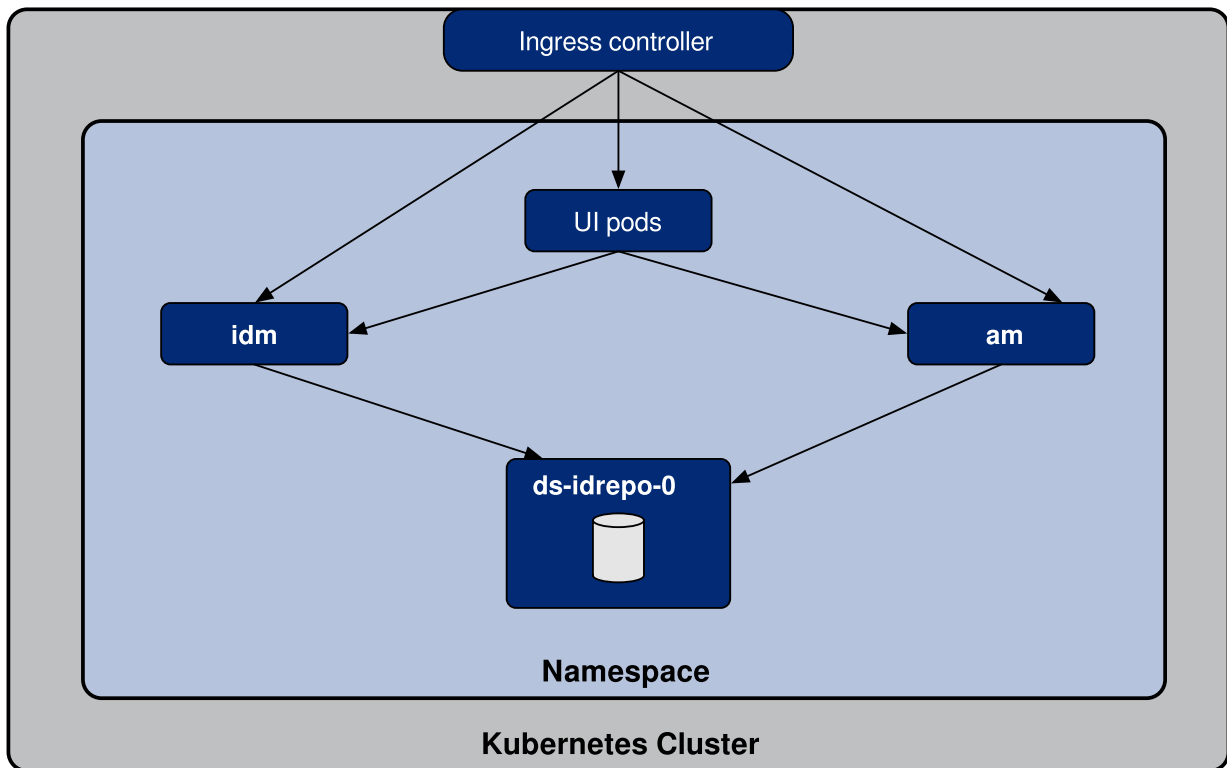 Ingress controller
UI pods
idm
am
ds-idrepo-0
Namespace
Kubernetes Cluster